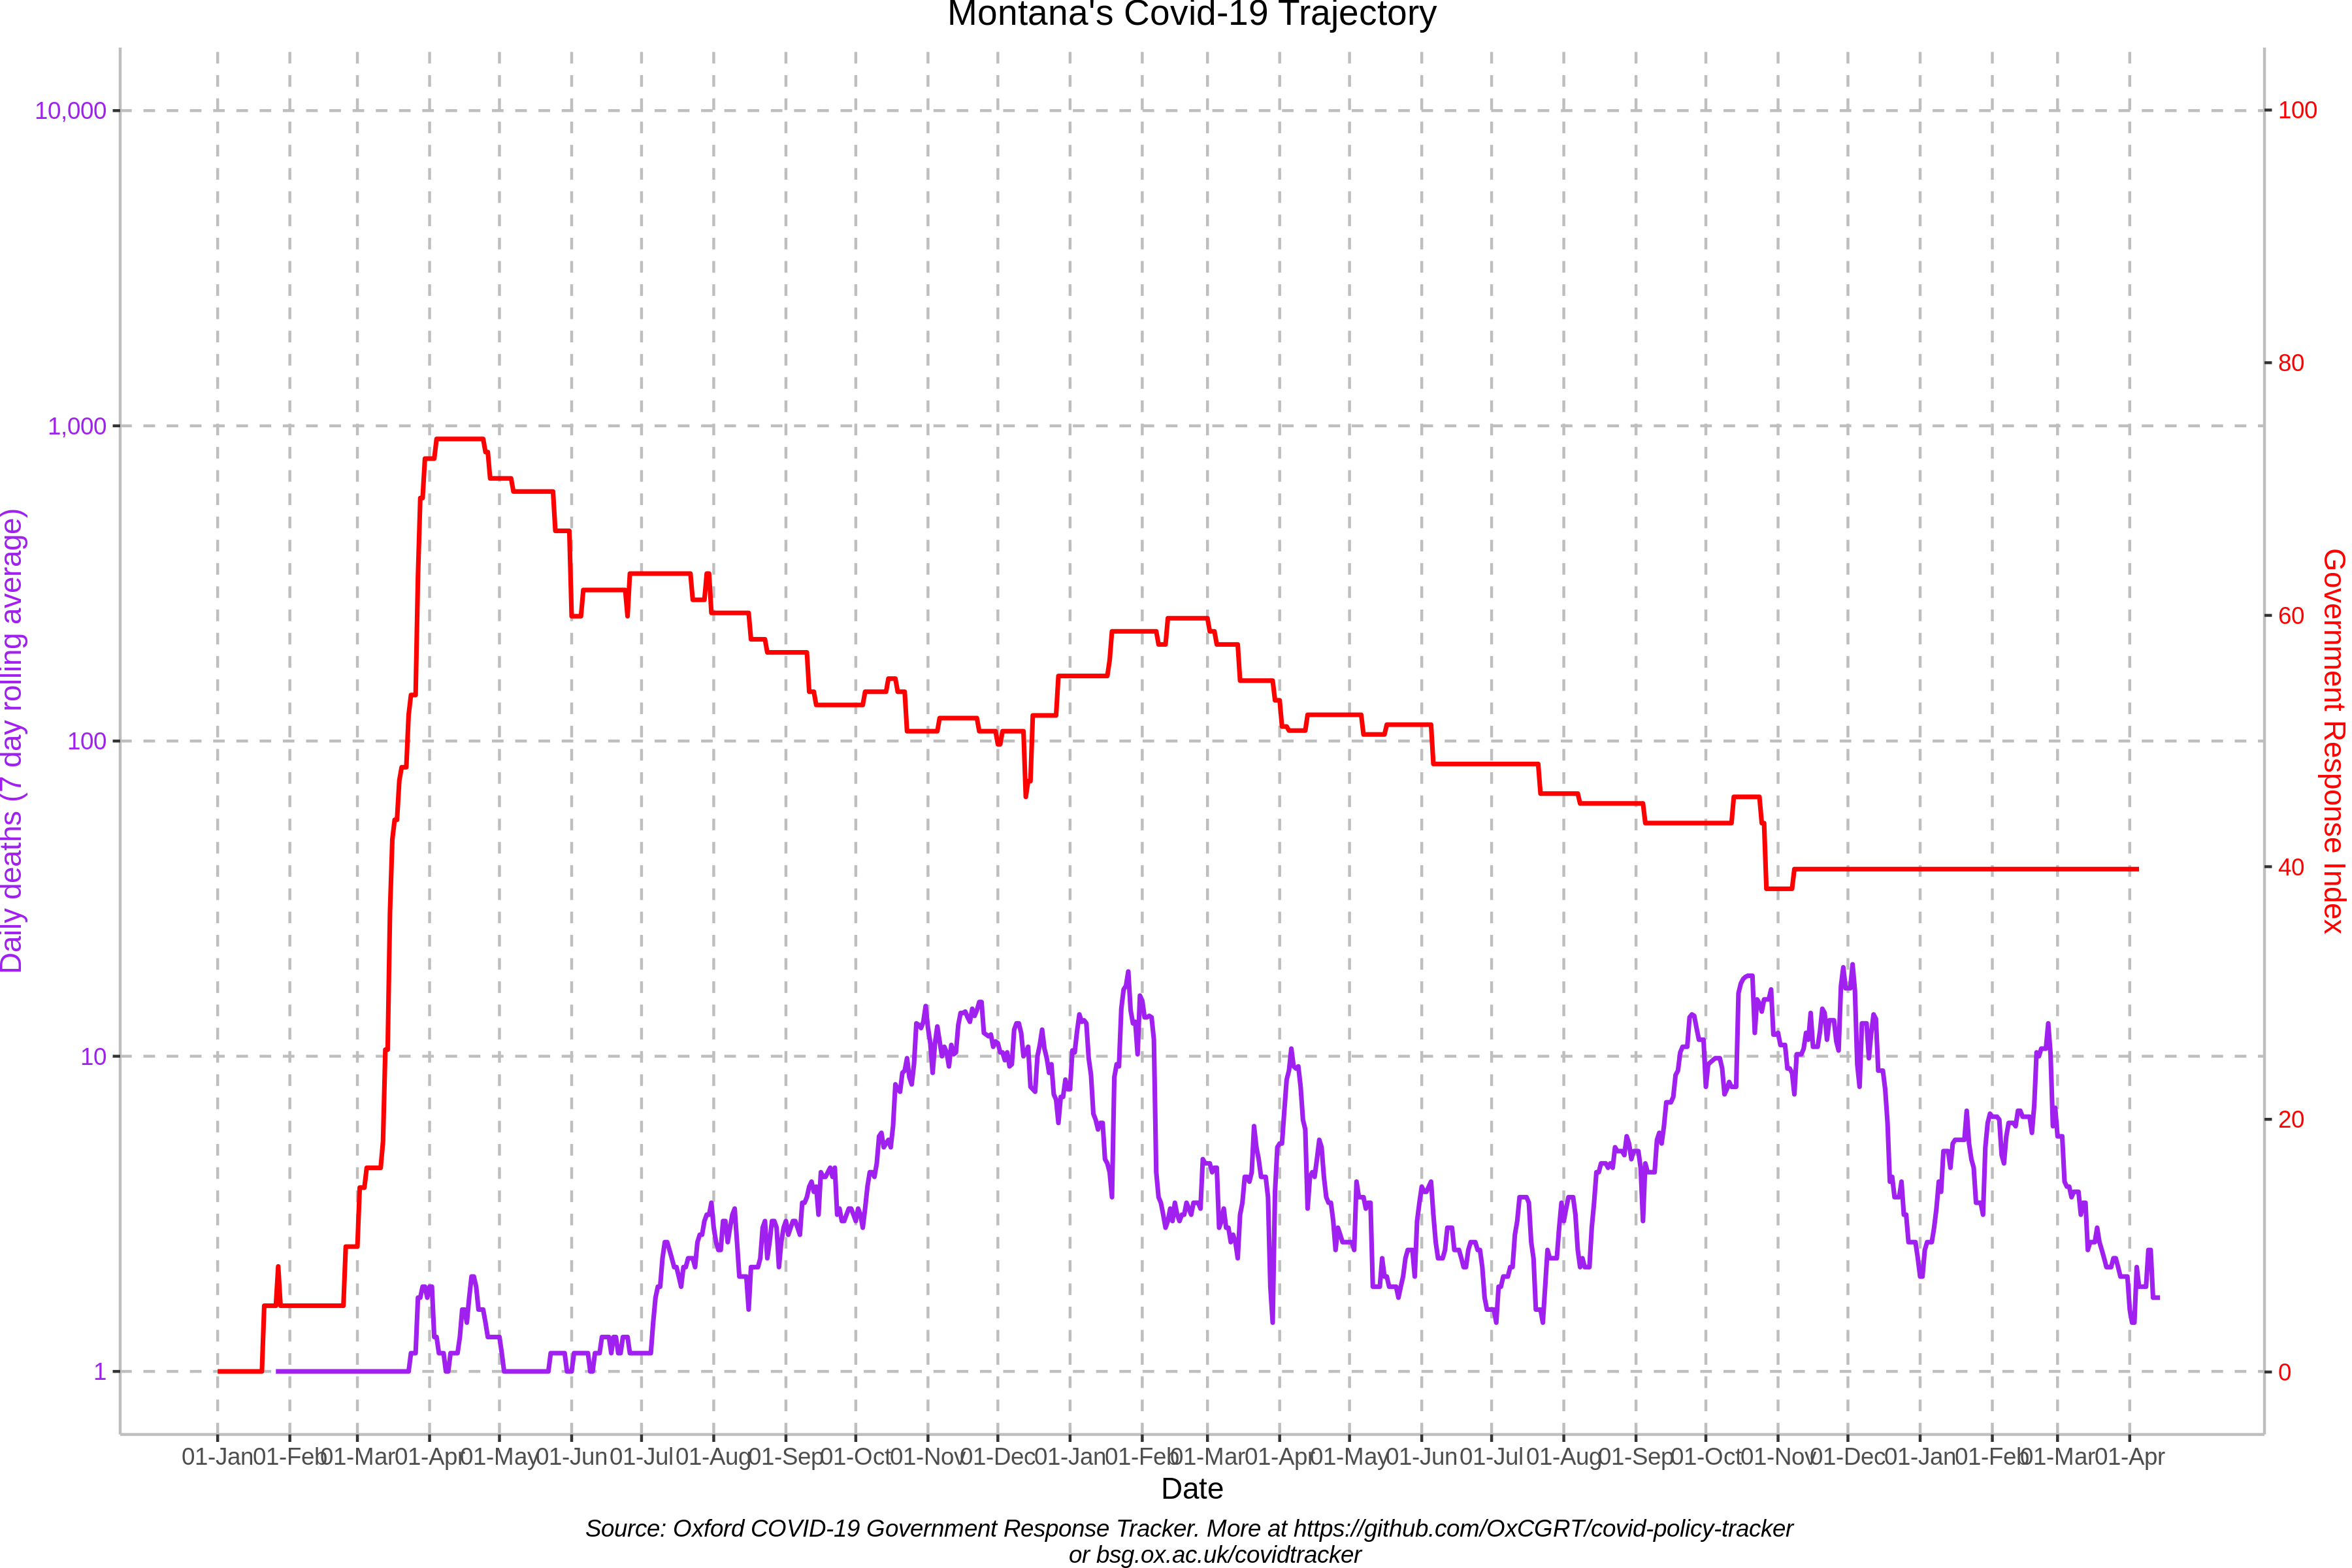 Montana's Covid-19 Trajectory
10,000
1,000
100
10
1
Daily deaths (7 day rolling average)
100
80
60
40
20
0
Government Response Index
01-Jan 01-Feb 01-Mar 01-Apr 01-May 01-Jun 01-Jul 01-Aug 01-Sep 01-Oct 01-Nov 01-Dec 01-Jan 01-Feb 01-Mar 01-Apr 01-May 01-Jun 01-Jul 01-Aug 01-Sep 01-Oct 01-Nov 01-Dec 01-Jan 01-Feb 01-Mar 01-Apr
Date
Source: Oxford COVID-19 Government Response Tracker. More at https://github.com/OxCGRT/covid-policy-tracker
or bsg.ox.ac.uk/covidtracker